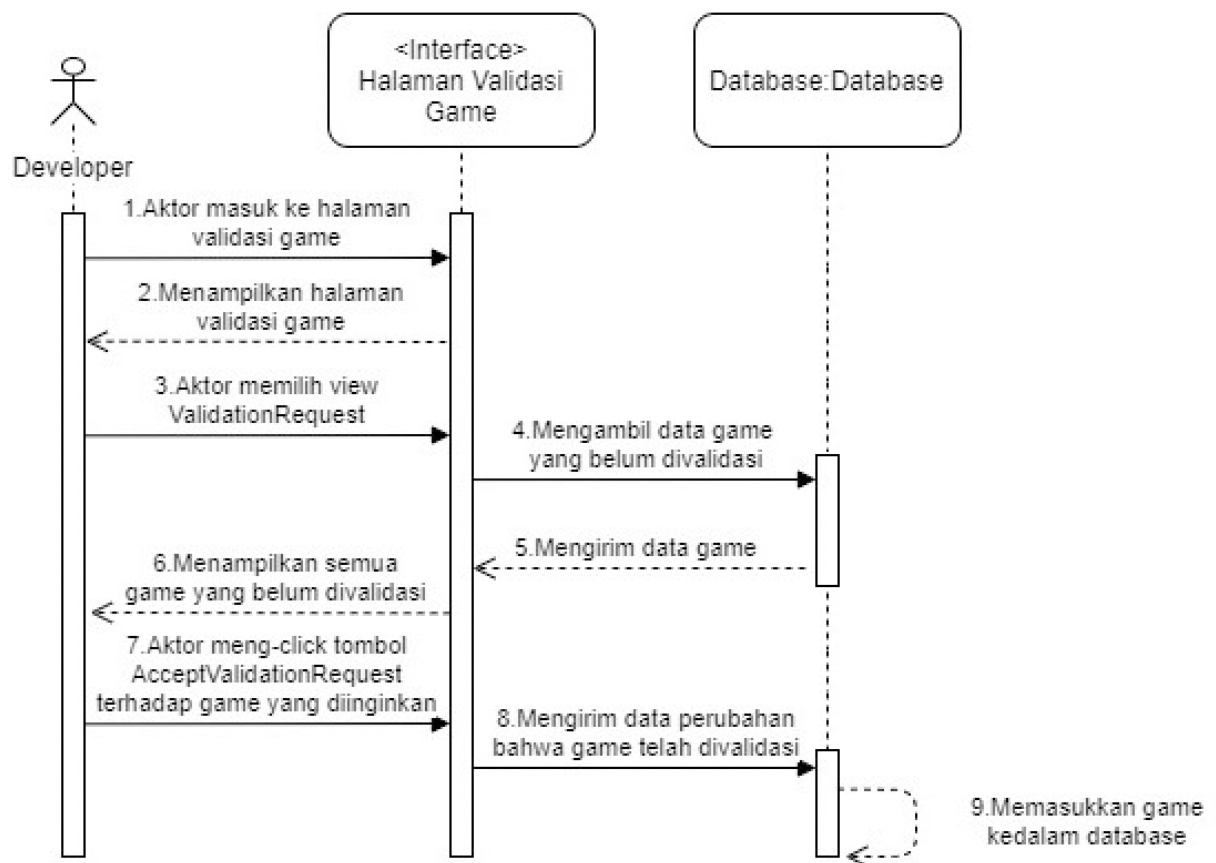 <Interface>
Halaman Validasi
Game
Database:Database
Developer
1.Aktor masuk ke halaman
validasi game
2.Menampilkan halaman
validasi game
3.Aktor memilih view
ValidationRequest
4.Mengambil data game
yang belum divalidasi
5.Mengirim data game
6.Menampilkan semua
game yang belum divalidasi
7.Aktor meng-click tombol
AcceptValidationRequest
terhadap game yang diinginkan
8.Mengirim data perubahan
bahwa game telah divalidasi
9.Memasukkan game
kedalam database